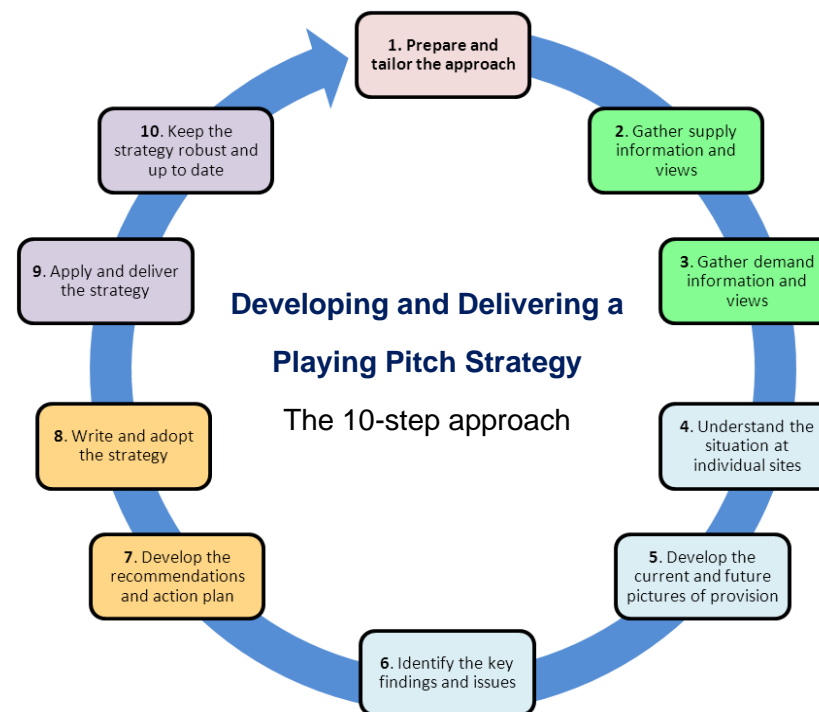 1. Prepare and
tailor the approach
2. Gather supply
information and
views
3. Gather demand
information and
views
4. Understand the
situation at
individual sites
5. Develop the
current and future
pictures of provision
6. Identify the key
findings and issues
7. Develop the
recommendations
and action plan
8. Write and adopt
the strategy
9. Apply and deliver
the strategy
10. Keep the
strategy robust and
up to date
Developing and Delivering a
Playing Pitch Strategy
The 10-step approach